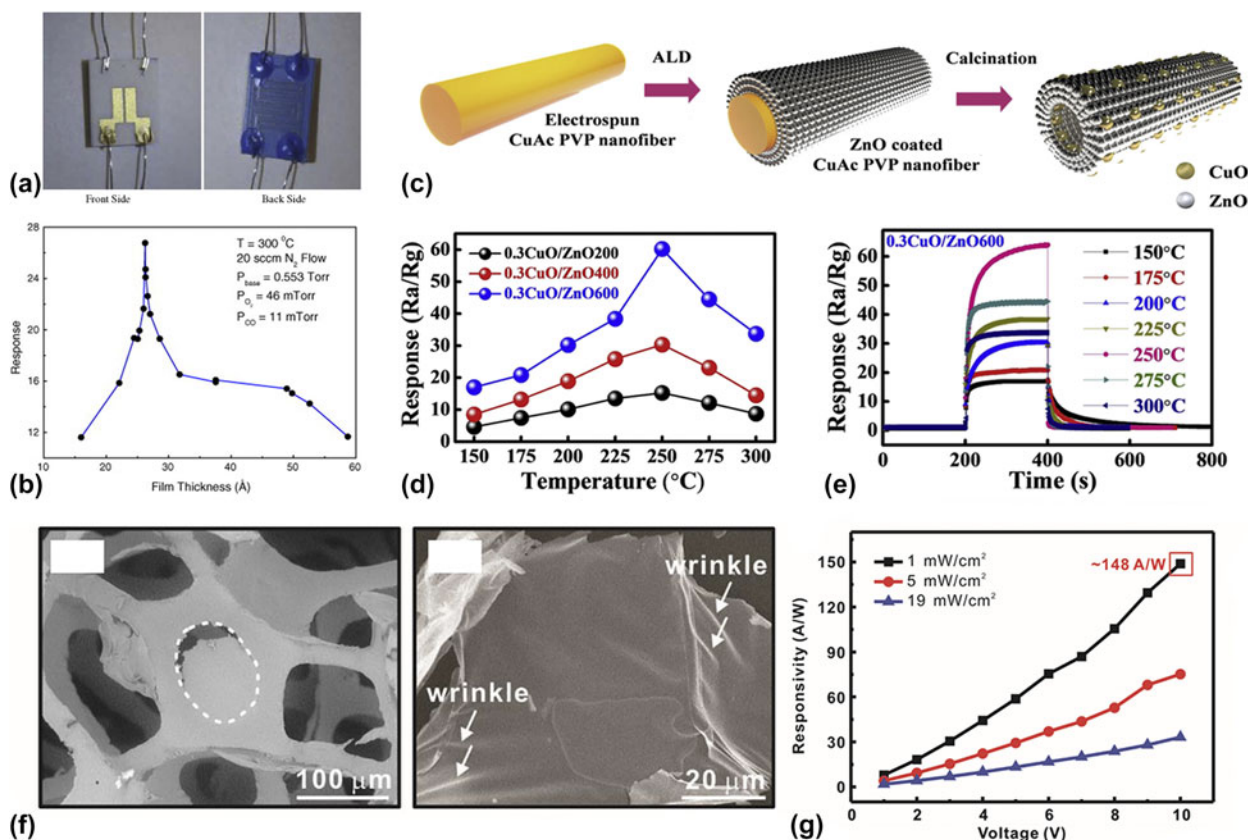 (a)
Front Side
Back Side
(c)
Electrospun
CuAc PVP nanofiber
ALD
ZnO coated
CuAc PVP nanofiber
Calcination
CuO
ZnO
(b)
Response
28
24
20
16
12
10
20
30
40
50
60
Film Thickness (Å)
T = 300 °C
20 sccm N₂ Flow
P_base = 0.553 Torr
P_O₂ = 46 mTorr
P_CO = 11 mTorr
(d)
Response (Ra/Rg)
60
50
40
30
20
10
0
150
175
200
225
250
275
300
Temperature (°C)
0.3CuO/ZnO200
0.3CuO/ZnO400
0.3CuO/ZnO600
(e)
Response (Ra/Rg)
60
50
40
30
20
10
0
0
200
400
600
800
Time (s)
0.3CuO/ZnO600
150°C
175°C
200°C
225°C
250°C
275°C
300°C
(f)
100 μm
wrinkle
wrinkle
20 μm
(g)
Responsivity (A/W)
150
120
90
60
30
0
0
2
4
6
8
10
Voltage (V)
1 mW/cm²
5 mW/cm²
19 mW/cm²
~148 A/W